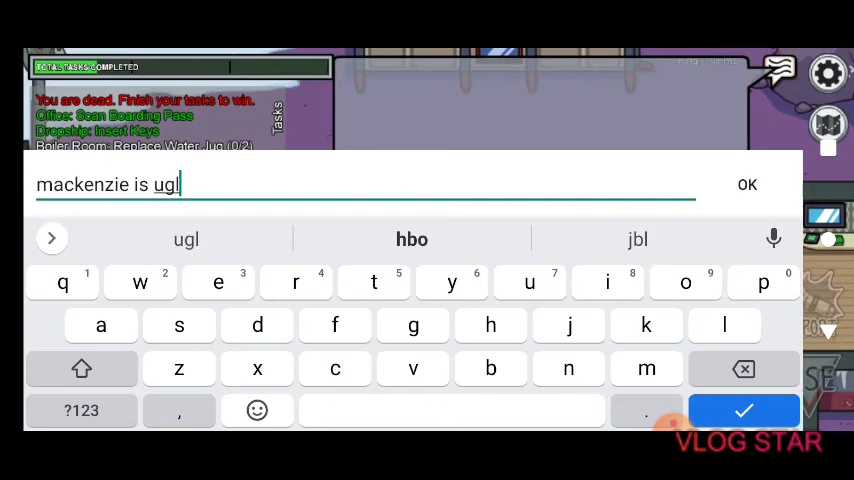 TOTAL TASKS COMPLETED
You are dead. Finish your tasks to win.
Office: Scan Boarding Pass
Dropship: Insert Keys
Boiler Room: Replace Water Jug (0/2)
Tasks
mackenzie is ugl
OK
ugl hbo jbl
q 1 w 2 e 3 r 4 t 5 y 6 u 7 i 8 o 9 p 0
a s d f g h j k l
z x c v b n m
?123 , .
VLOG STAR